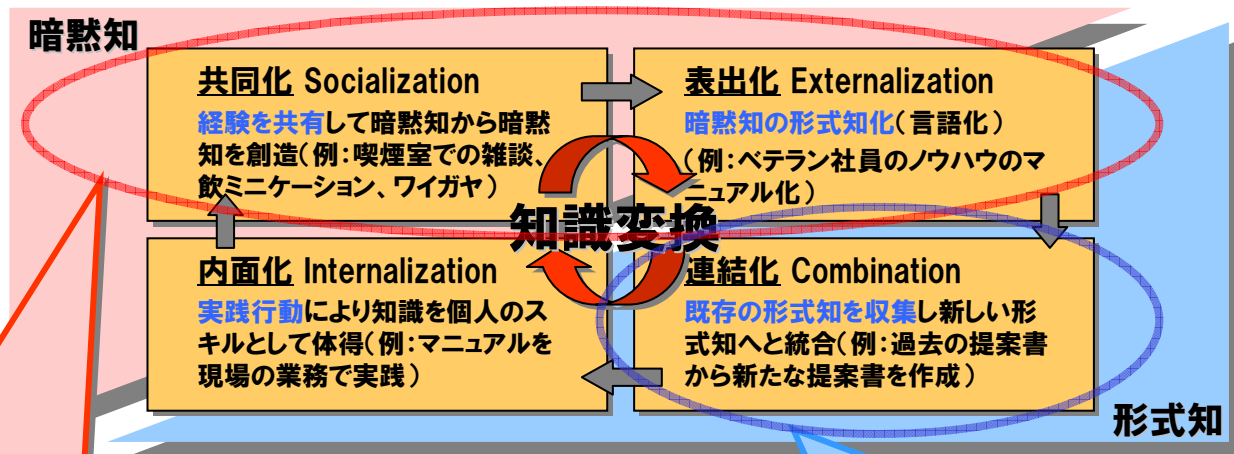 暗黙知
共同化 Socialization
経験を共有して暗黙知から暗黙
知を創造(例:喫煙室での雑談、
飲ミニケーション、ワイガヤ)
表出化 Externalization
暗黙知の形式知化(言語化)
(例:ベテラン社員のノウハウのマ
ニュアル化)
知識変換
内面化 Internalization
実践行動により知識を個人のス
キルとして体得(例:マニュアルを
現場の業務で実践)
連結化 Combination
既存の形式知を収集し新しい形
式知へと統合(例:過去の提案書
から新たな提案書を作成)
形式知